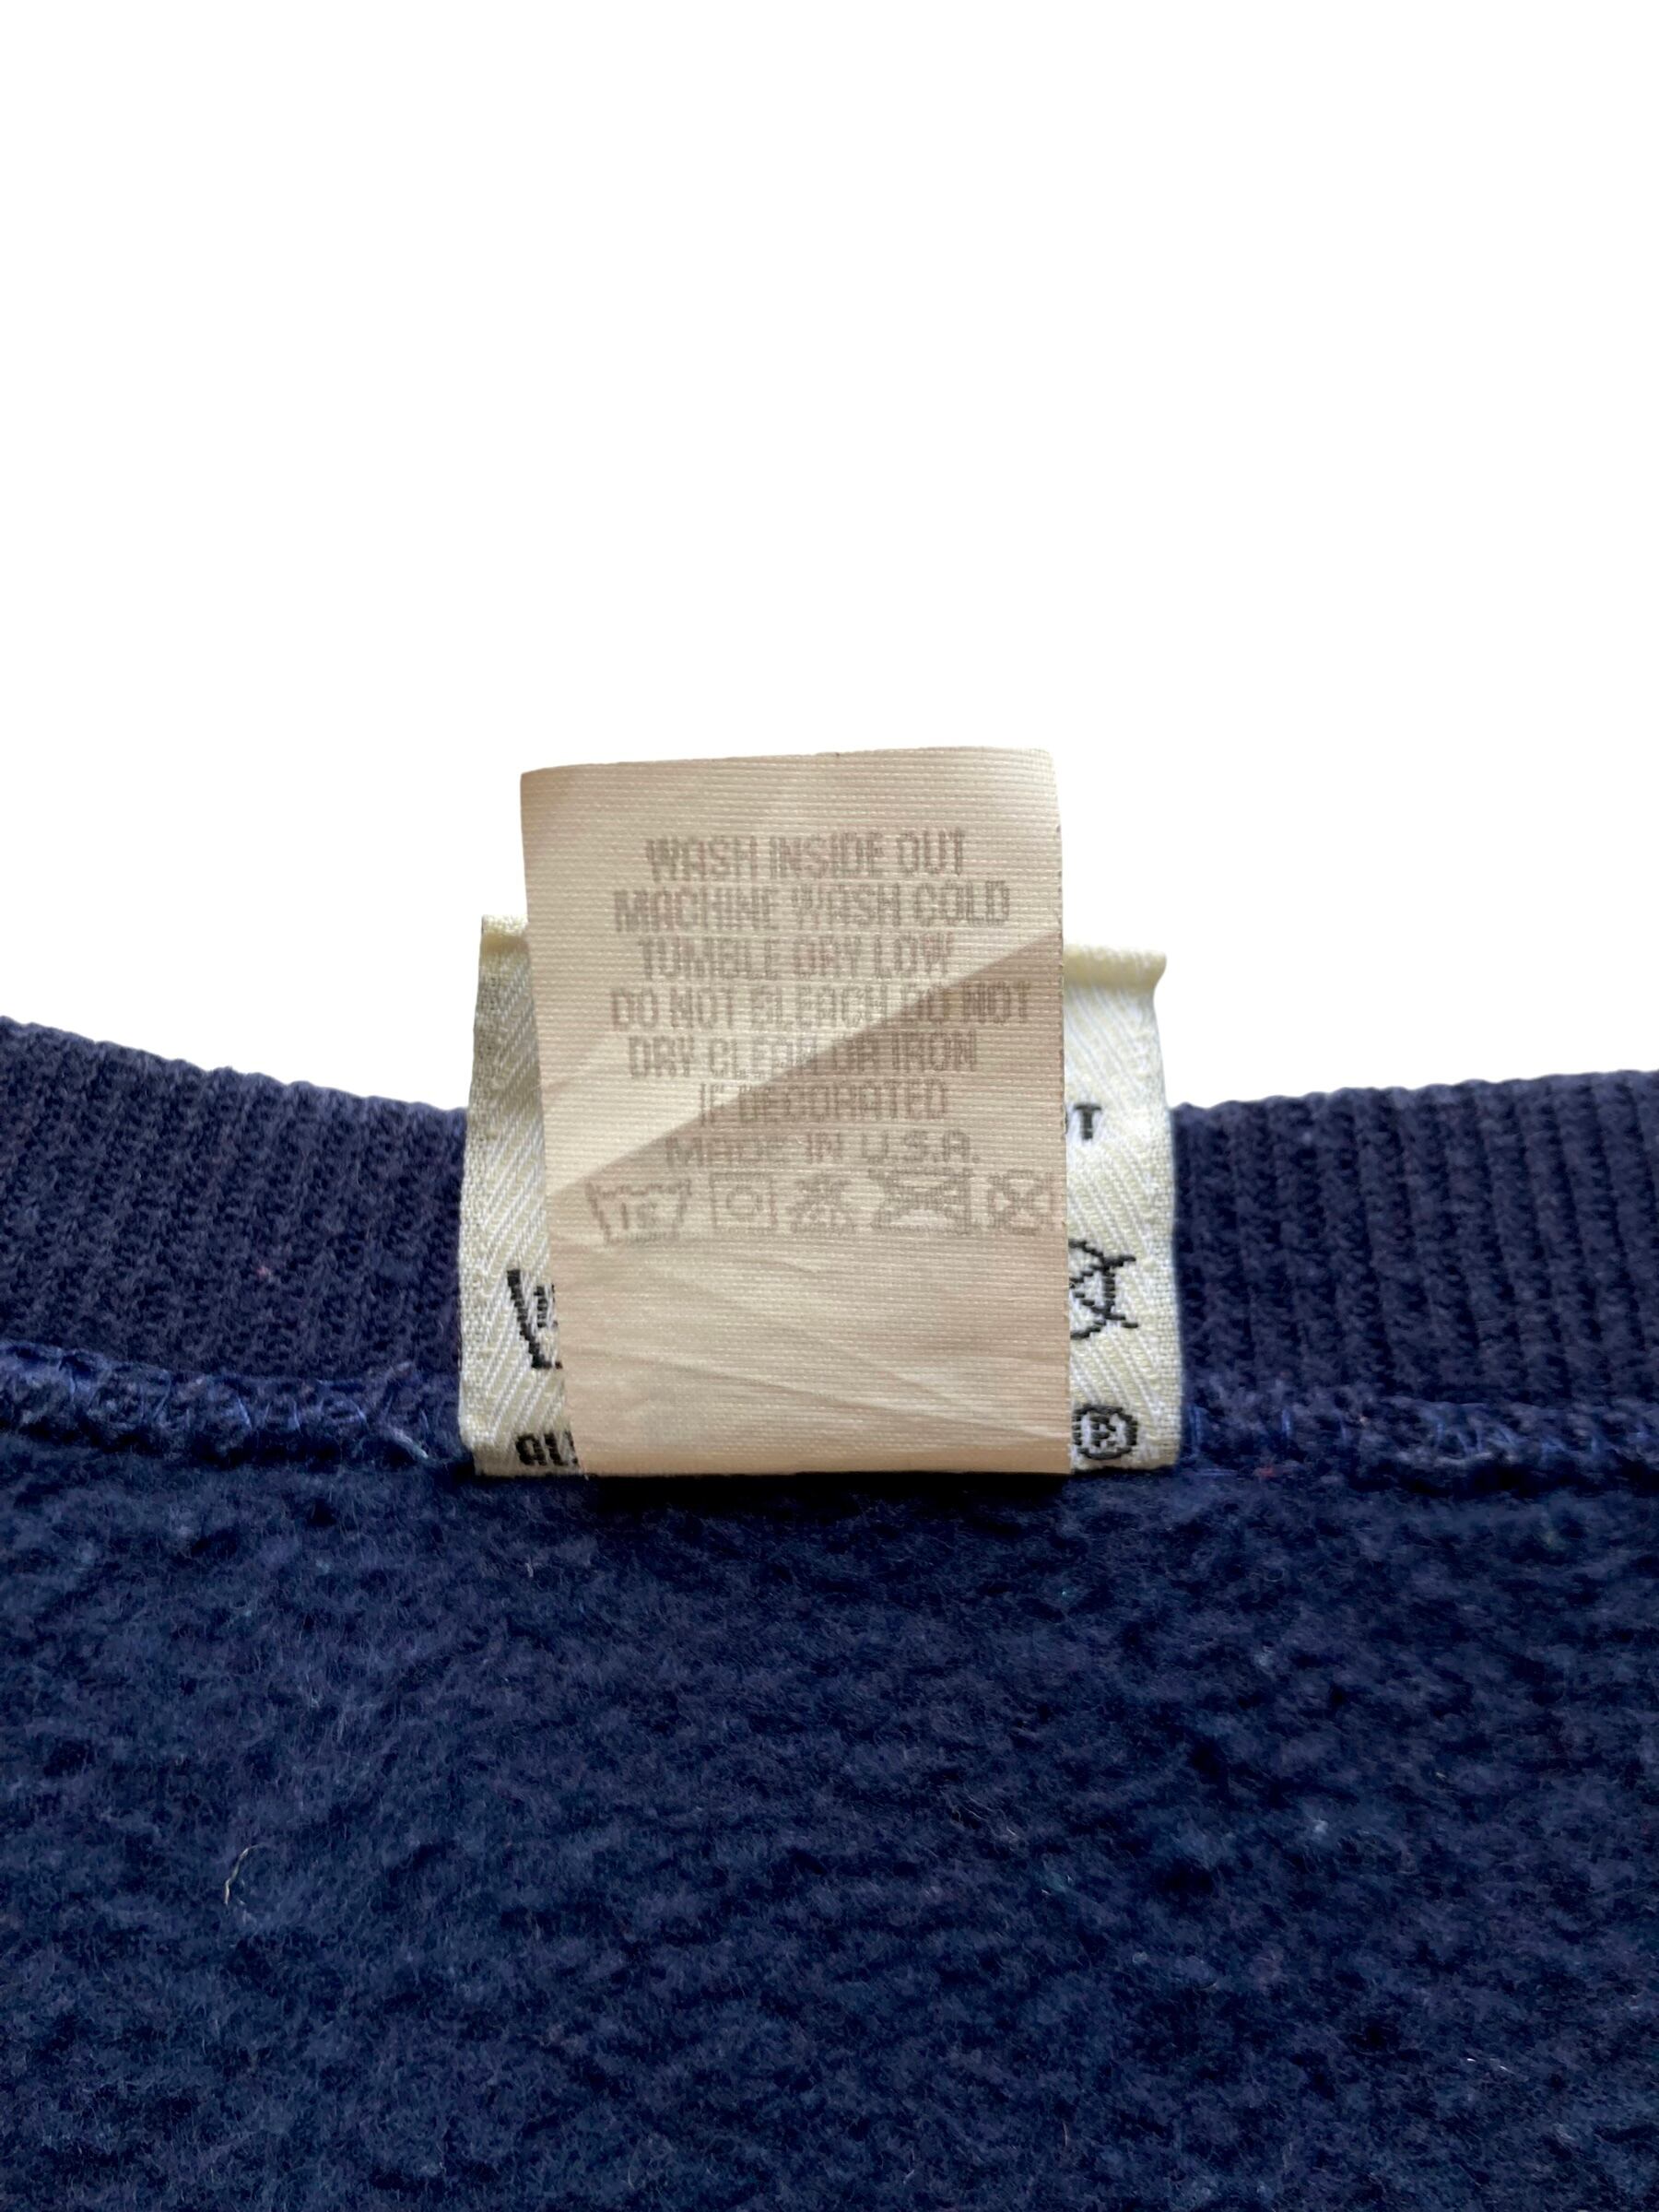 WASH INSIDE OUT
MACHINE WASH COLD
TUMBLE DRY LOW
DO NOT BLEACH DO NOT
DRY CLEAN OR IRON
IF DECORATED
MADE IN U.S.A.
®